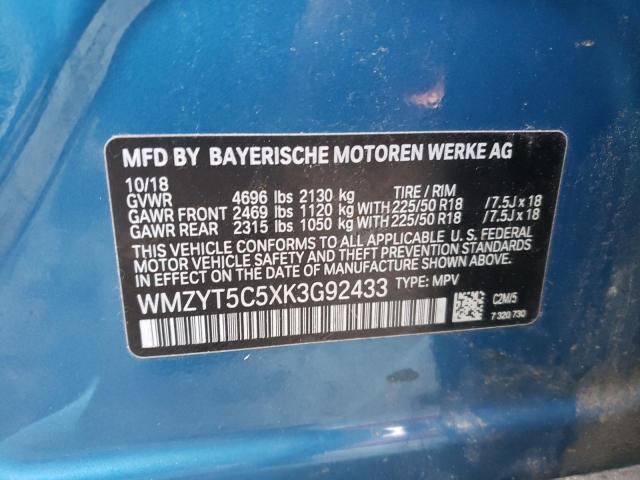 MFD BY BAYERISCHE MOTOREN WERKE AG
10/18
GVWR 4696 lbs 2130 kg TIRE / RIM
GAWR FRONT 2469 lbs 1120 kg WITH 225/50 R18 /7.5J x 18
GAWR REAR 2315 lbs 1050 kg WITH 225/50 R18 /7.5J x 18
THIS VEHICLE CONFORMS TO ALL APPLICABLE U. S. FEDERAL
MOTOR VEHICLE SAFETY AND THEFT PREVENTION STANDARDS
IN EFFECT ON THE DATE OF MANUFACTURE SHOWN ABOVE.
WMZYT5C5XK3G92433 TYPE: MPV
C2M/5
7 320 730